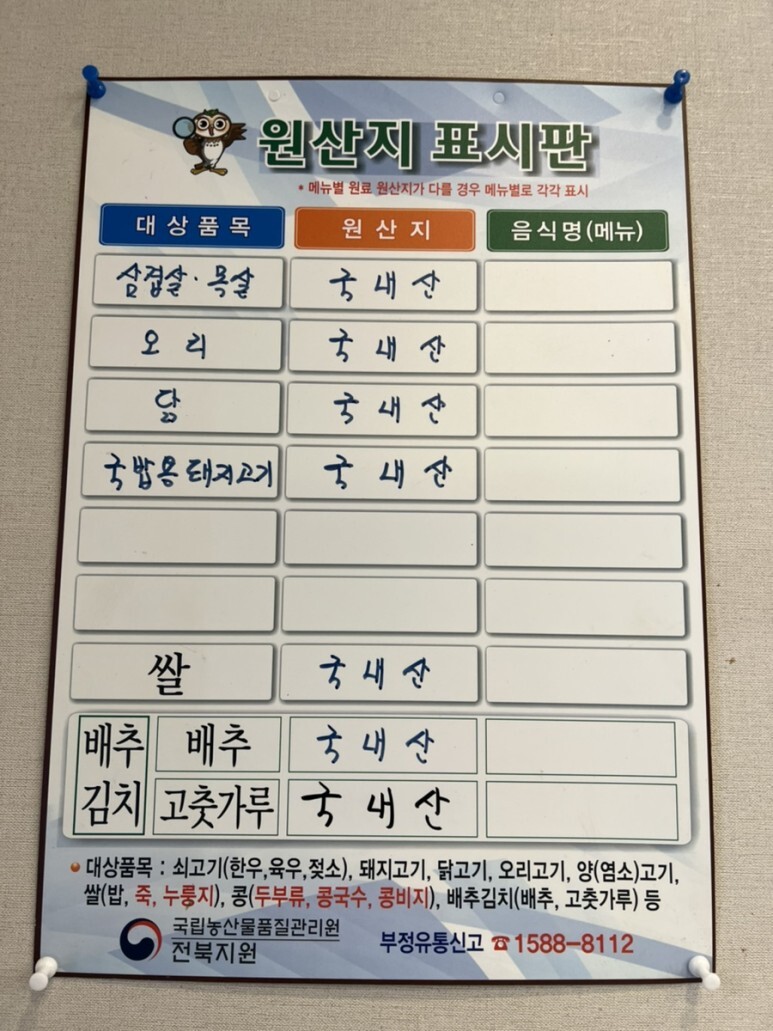 원산지 표시판
* 메뉴별 원료 원산지가 다를 경우 메뉴별로 각각 표시
대상품목 원산지 음식명(메뉴)
삼겹살·목살 국내산
오리 국내산
닭 국내산
국밥용돼지고기 국내산
쌀 국내산
배추김치 배추 국내산
고춧가루 국내산
대상품목 : 쇠고기(한우,육우,젖소), 돼지고기, 닭고기, 오리고기, 양(염소)고기,
쌀(밥, 죽, 누룽지), 콩(두부류, 콩국수, 콩비지), 배추김치(배추, 고춧가루) 등
국립농산물품질관리원
전북지원
부정유통신고 ☎1588-8112